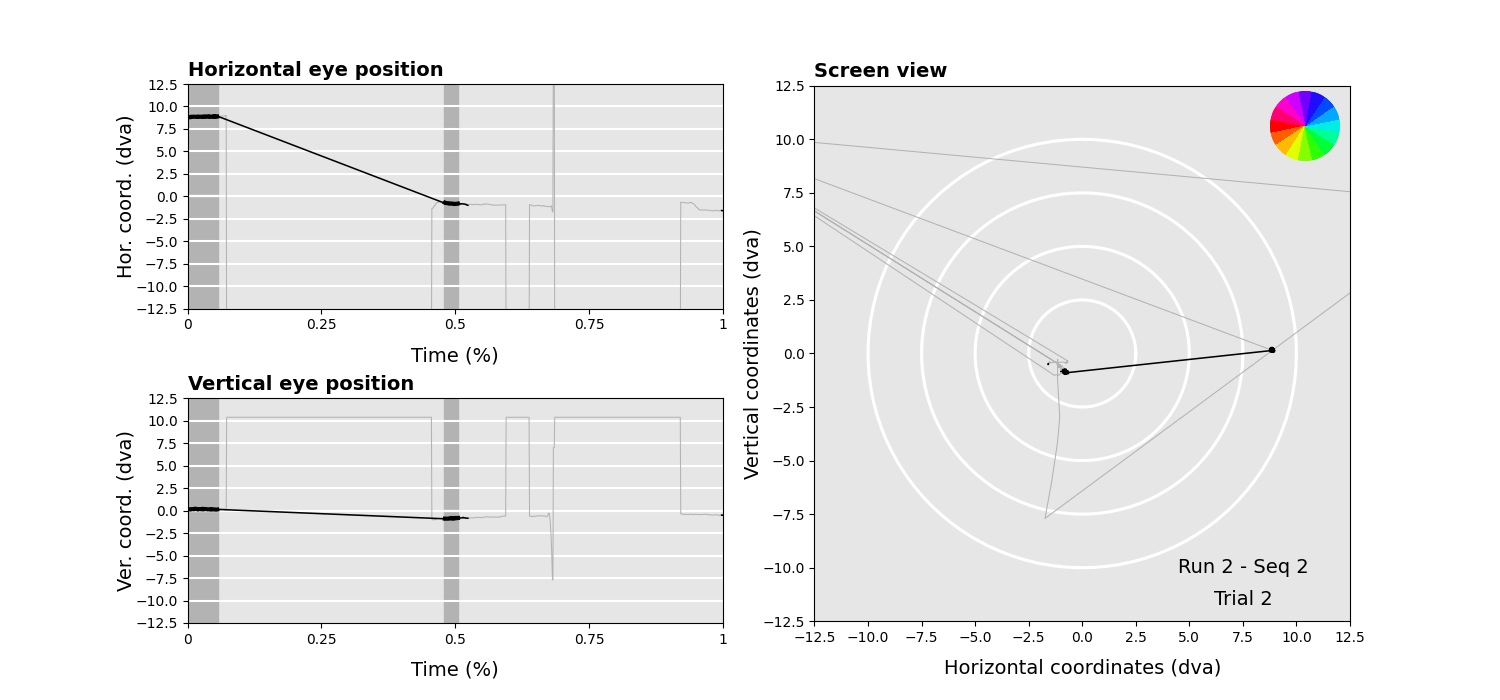 Horizontal eye position
12.5
10.0
7.5
5.0
2.5
0.0
−2.5
−5.0
−7.5
−10.0
−12.5
Hor. coord. (dva)
0 0.25 0.5 0.75 1
Time (%)
Vertical eye position
12.5
10.0
7.5
5.0
2.5
0.0
−2.5
−5.0
−7.5
−10.0
−12.5
Ver. coord. (dva)
0 0.25 0.5 0.75 1
Time (%)
Screen view
12.5
10.0
7.5
5.0
2.5
0.0
−2.5
−5.0
−7.5
−10.0
−12.5
Vertical coordinates (dva)
Run 2 - Seq 2
Trial 2
−12.5 −10.0 −7.5 −5.0 −2.5 0.0 2.5 5.0 7.5 10.0 12.5
Horizontal coordinates (dva)